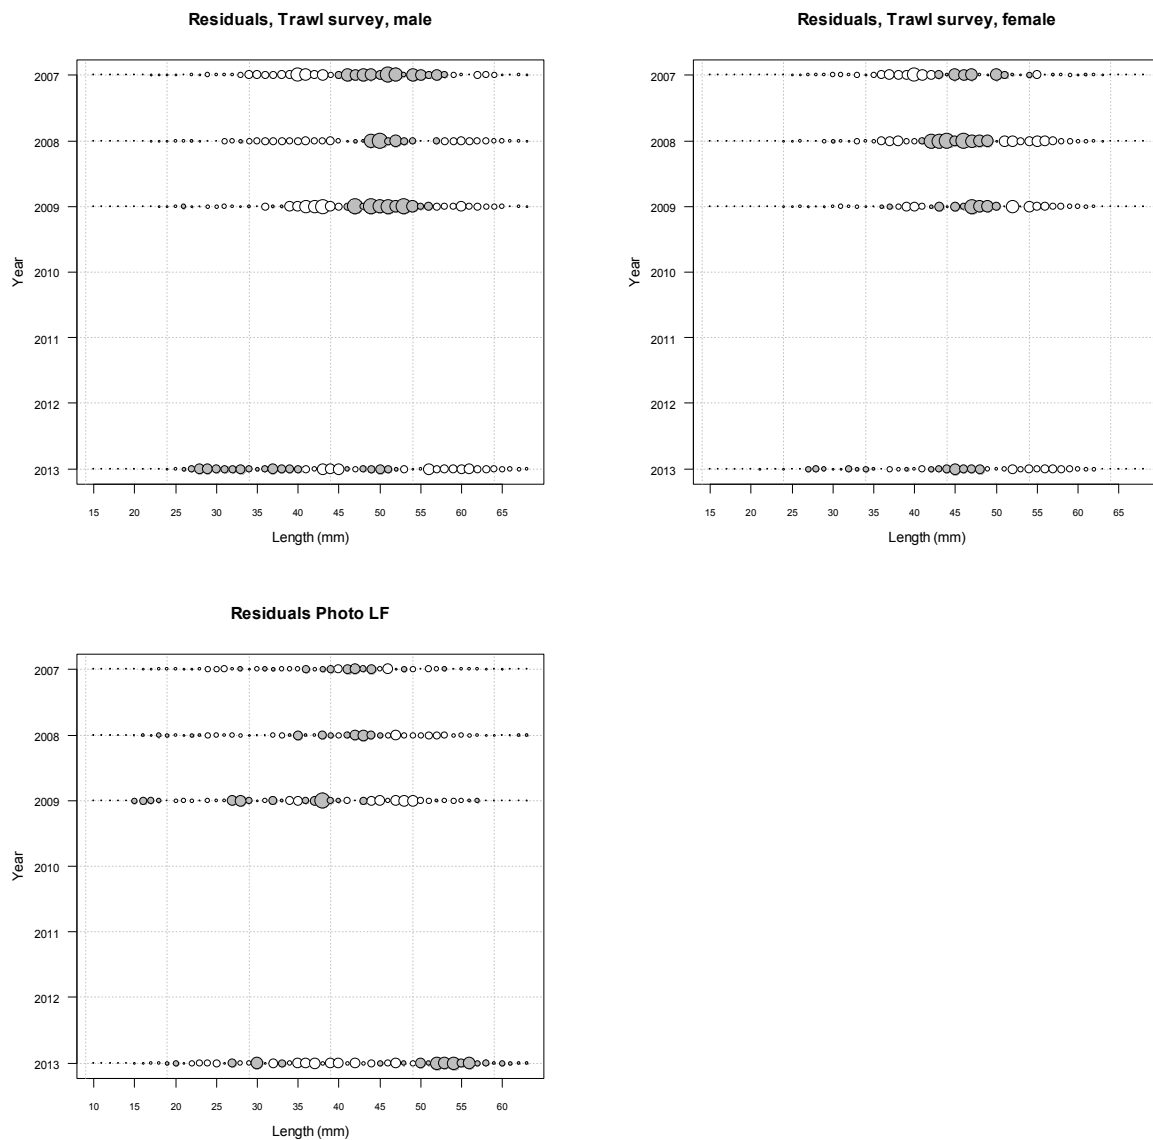 Residuals, Trawl survey, male
2007
2008
2009
2010
2011
2012
2013
Year
15 20 25 30 35 40 45 50 55 60 65
Length (mm)
Residuals, Trawl survey, female
2007
2008
2009
2010
2011
2012
2013
Year
15 20 25 30 35 40 45 50 55 60 65
Length (mm)
Residuals Photo LF
2007
2008
2009
2010
2011
2012
2013
Year
10 15 20 25 30 35 40 45 50 55 60
Length (mm)